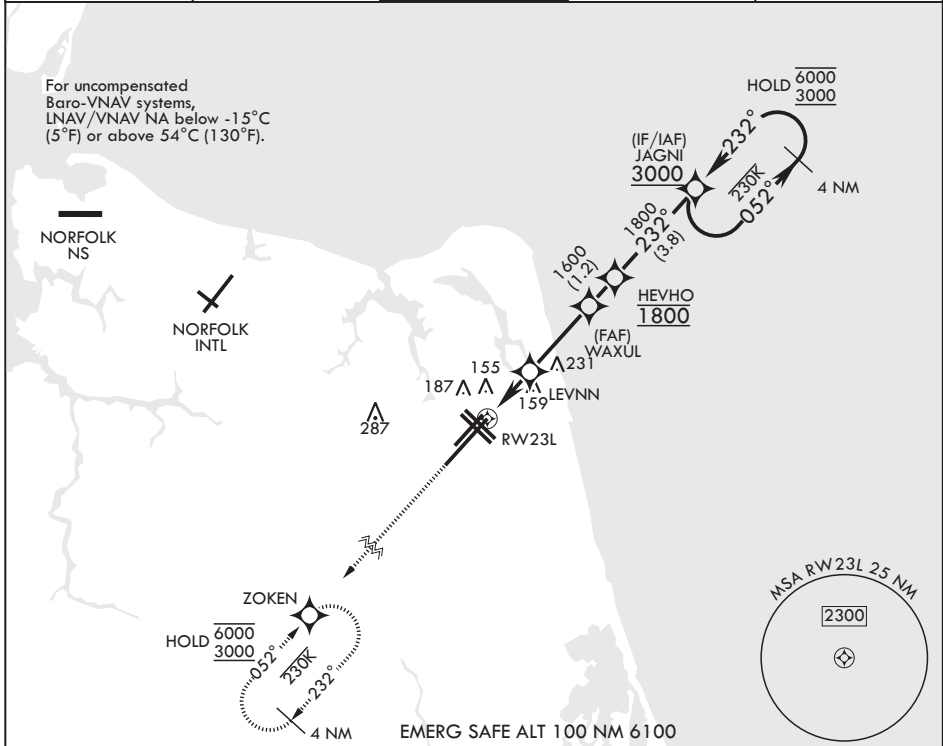 For uncompensated
Baro-VNAV systems,
LNAV/VNAV NA below -15°C
(5°F) or above 54°C (130°F).
HOLD 6000
3000
232°
(IF/IAF)
JAGNI
3000
230K
052°
4 NM
NORFOLK
NS
1800
232°
(3.8)
1600
(1.2)
HEVHO
1800
NORFOLK
INTL
(FAF)
WAXUL
231
155
187
159
LEVNN
287
RW23L
ZOKEN
HOLD 6000
3000
052°
230K
232°
4 NM
MSA RW23L 25 NM
2300
EMERG SAFE ALT 100 NM 6100